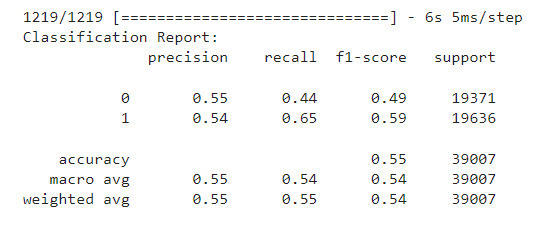 1219/1219 [==============================] - 6s 5ms/step
Classification Report:
precision recall f1-score support
0 0.55 0.44 0.49 19371
1 0.54 0.65 0.59 19636
accuracy 0.55 39007
macro avg 0.55 0.54 0.54 39007
weighted avg 0.55 0.55 0.54 39007